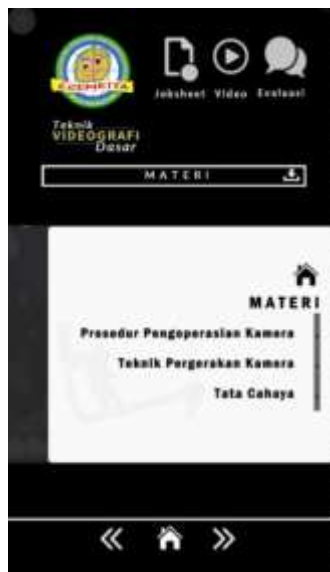 Jobsheet Video Evaluasi
Teknik
VIDEOGRAFI
Dasar
MATERI
MATERI
Prosedur Pengoperasian Kamera
Teknik Pergerakan Kamera
Tata Cahaya